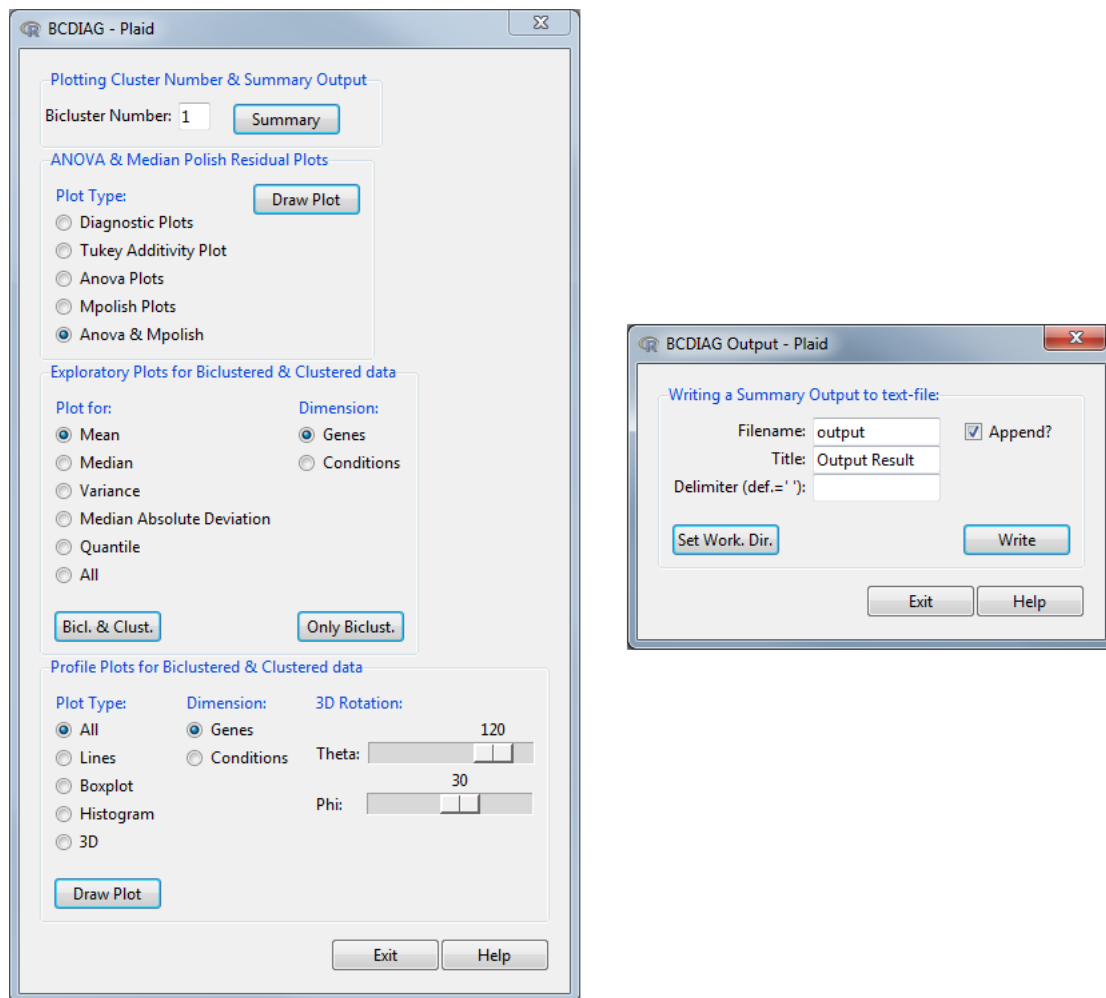 BCDIAG - Plaid
Plotting Cluster Number & Summary Output
Bicluster Number: 1 Summary
ANOVA & Median Polish Residual Plots
Plot Type: Draw Plot
Diagnostic Plots
Tukey Additivity Plot
Anova Plots
Mpolish Plots
Anova & Mpolish
Exploratory Plots for Biclustered & Clustered data
Plot for: Dimension:
Mean Genes
Median Conditions
Variance
Median Absolute Deviation
Quantile
All
Bicl. & Clust. Only Biclust.
Profile Plots for Biclustered & Clustered data
Plot Type: Dimension: 3D Rotation:
All Genes 120
Lines Conditions Theta:
Boxplot 30
Histogram Phi:
3D
Draw Plot
Exit Help
BCDIAG Output - Plaid
Writing a Summary Output to text-file:
Filename: output Append?
Title: Output Result
Delimiter (def.=' '):
Set Work. Dir. Write
Exit Help